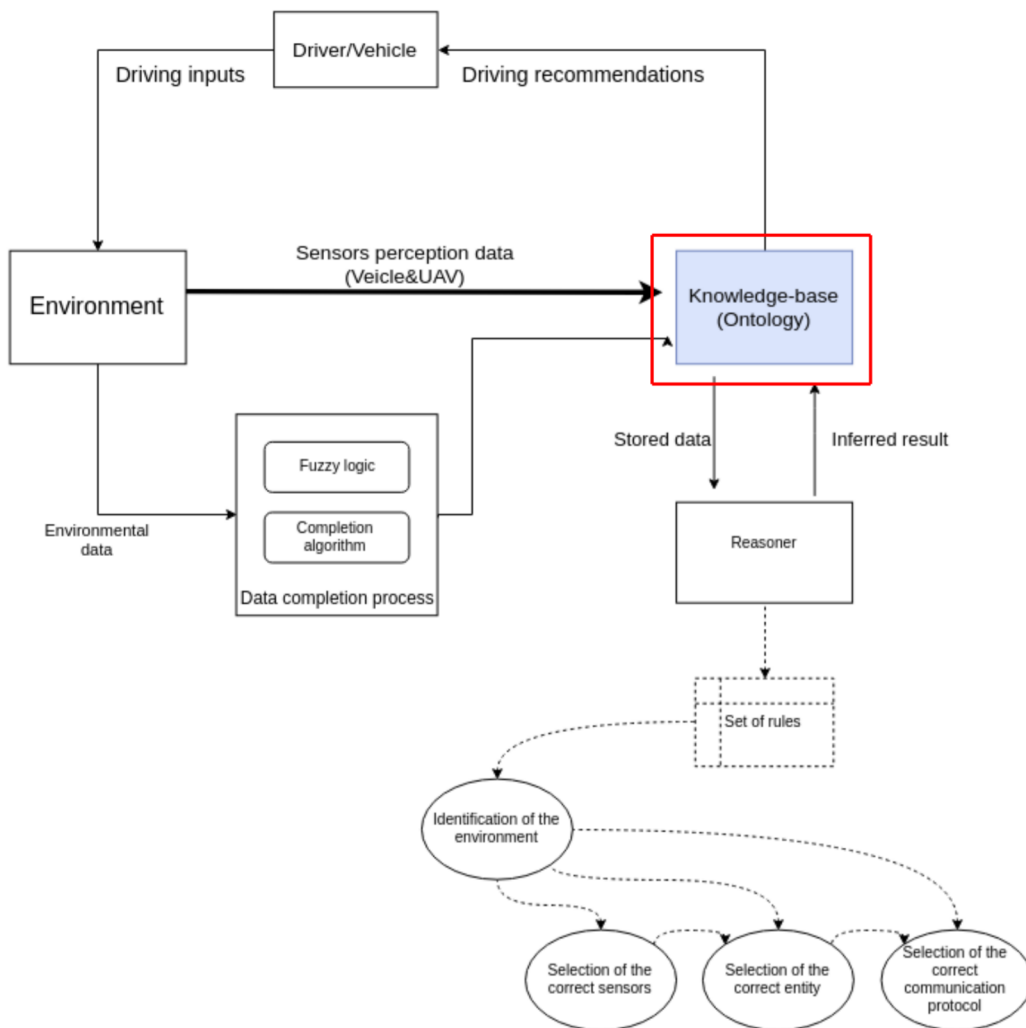 Driver/Vehicle
Driving inputs
Driving recommendations
Sensors perception data
(Veicle&UAV)
Environment
Knowledge-base
(Ontology)
Stored data
Inferred result
Fuzzy logic
Completion
algorithm
Data completion process
Environmental
data
Reasoner
Set of rules
Identification of the
environment
Selection of the
correct sensors
Selection of the
correct entity
Selection of the
correct
communication
protocol